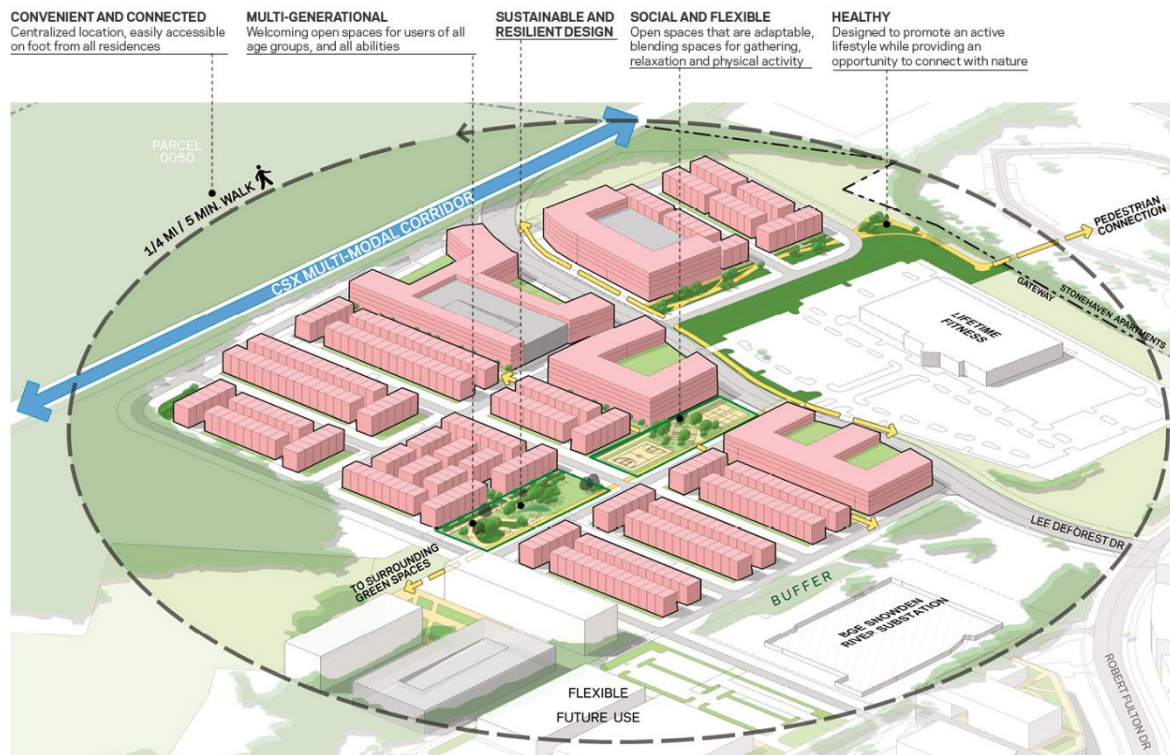 CONVENIENT AND CONNECTED
Centralized location, easily accessible
on foot from all residences
MULTI-GENERATIONAL
Welcoming open spaces for users of all
age groups, and all abilities
SUSTAINABLE AND
RESILIENT DESIGN
SOCIAL AND FLEXIBLE
Open spaces that are adaptable,
blending spaces for gathering,
relaxation and physical activity
HEALTHY
Designed to promote an active
lifestyle while providing an
opportunity to connect with nature
PARCEL
0050
1/4 MI / 5 MIN. WALK
CSX MULTI-MODAL CORRIDOR
PEDESTRIAN
CONNECTION
GATEWAY
STONEHAVEN APARTMENTS
LIFETIME
FITNESS
LEE DEFOREST DR
TO SURROUNDING
GREEN SPACES
BUFFER
BGE SNOWDEN
RIVER SUBSTATION
ROBERT FULTON DR
FLEXIBLE
FUTURE USE